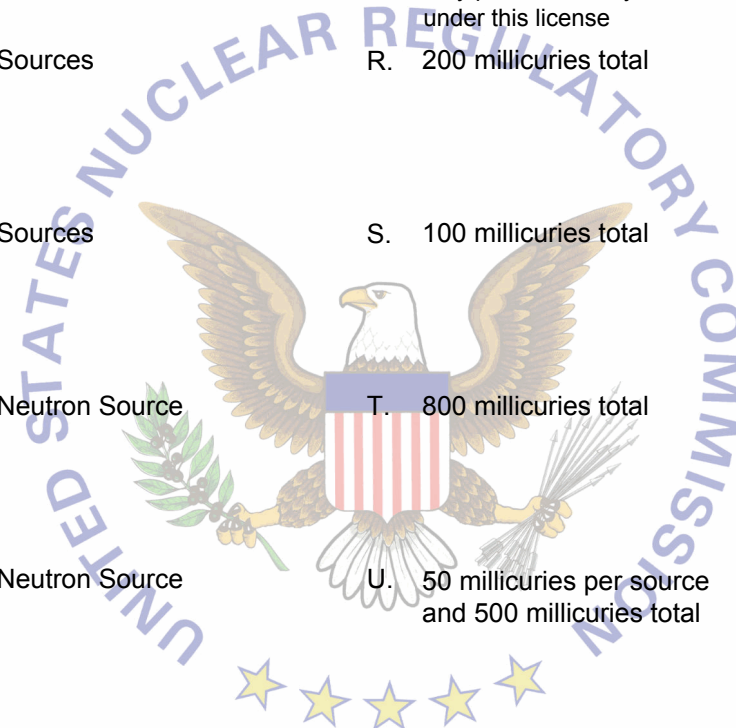 under this license
Sources R. 200 millicuries total
Sources S. 100 millicuries total
Neutron Source T. 800 millicuries total
Neutron Source U. 50 millicuries per source
and 500 millicuries total
UNITED STATES NUCLEAR REGULATORY COMMISSION